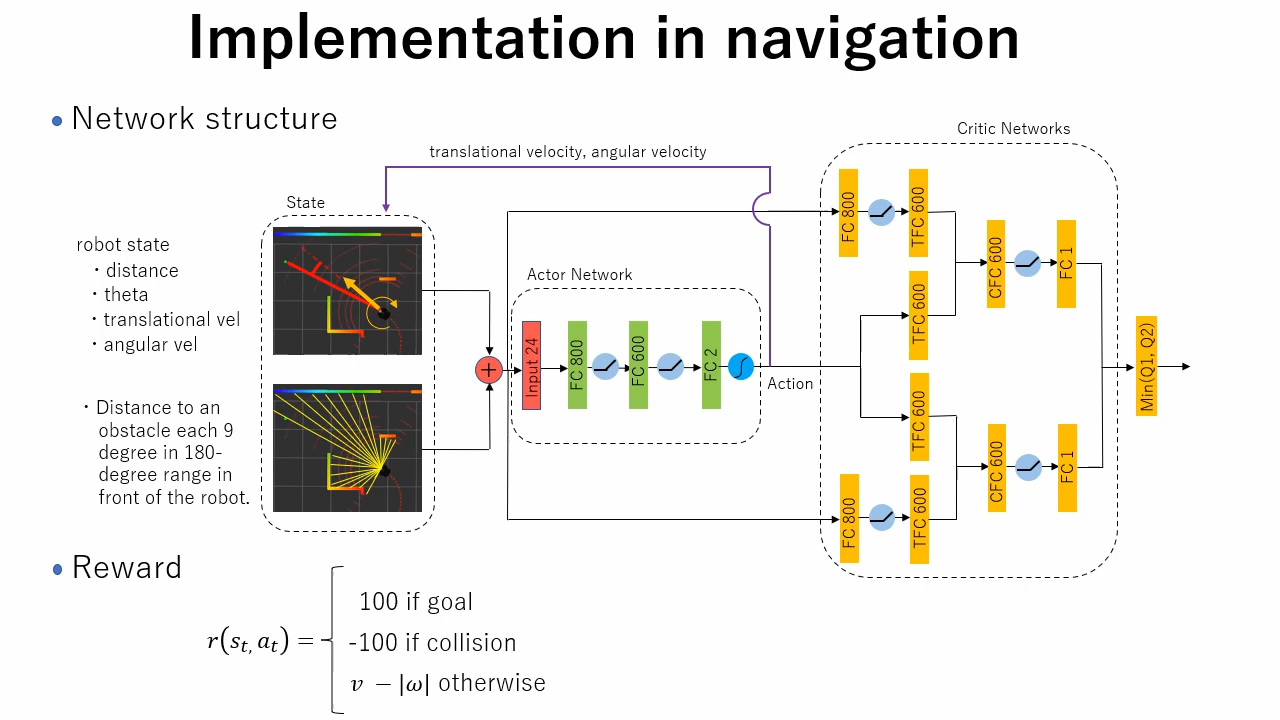 Implementation in navigation
• Network structure
Critic Networks
translational velocity, angular velocity
State
robot state
・distance
・theta
・translational vel
・angular vel
・Distance to an
obstacle each 9
degree in 180-
degree range in
front of the robot.
+
Actor Network
Input 24
FC 800
FC 600
FC 2
Action
FC 800
TFC 600
TFC 600
CFC 600
FC 1
TFC 600
FC 800
TFC 600
CFC 600
FC 1
Min(Q1, Q2)
• Reward
r(s_t, a_t) =
100 if goal
-100 if collision
v − |ω| otherwise